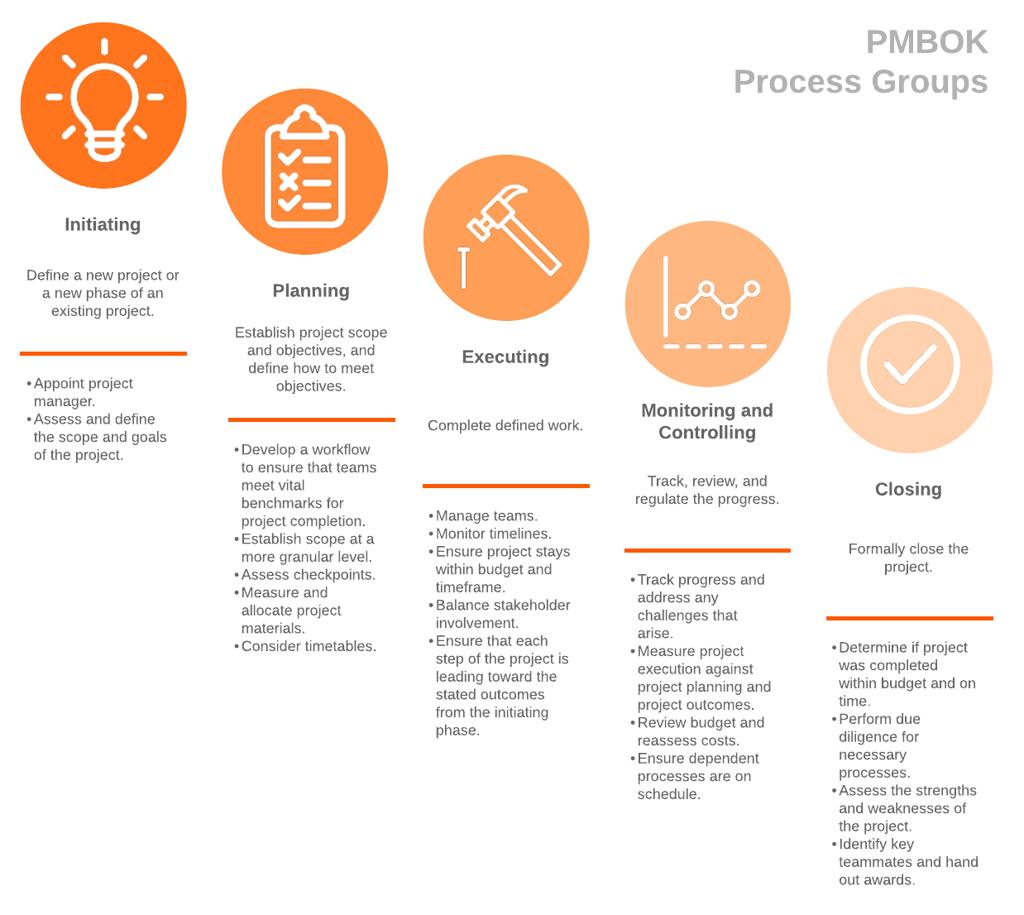 PMBOK
Process Groups
Initiating
Define a new project or
a new phase of an
existing project.
•Appoint project
manager.
•Assess and define
the scope and goals
of the project.
Planning
Establish project scope
and objectives, and
define how to meet
objectives.
•Develop a workflow
to ensure that teams
meet vital
benchmarks for
project completion.
•Establish scope at a
more granular level.
•Assess checkpoints.
•Measure and
allocate project
materials.
•Consider timetables.
Executing
Complete defined work.
•Manage teams.
•Monitor timelines.
•Ensure project stays
within budget and
timeframe.
•Balance stakeholder
involvement.
•Ensure that each
step of the project is
leading toward the
stated outcomes
from the initiating
phase.
Monitoring and
Controlling
Track, review, and
regulate the progress.
•Track progress and
address any
challenges that
arise.
•Measure project
execution against
project planning and
project outcomes.
•Review budget and
reassess costs.
•Ensure dependent
processes are on
schedule.
Closing
Formally close the
project.
•Determine if project
was completed
within budget and on
time.
•Perform due
diligence for
necessary
processes.
•Assess the strengths
and weaknesses of
the project.
•Identify key
teammates and hand
out awards.